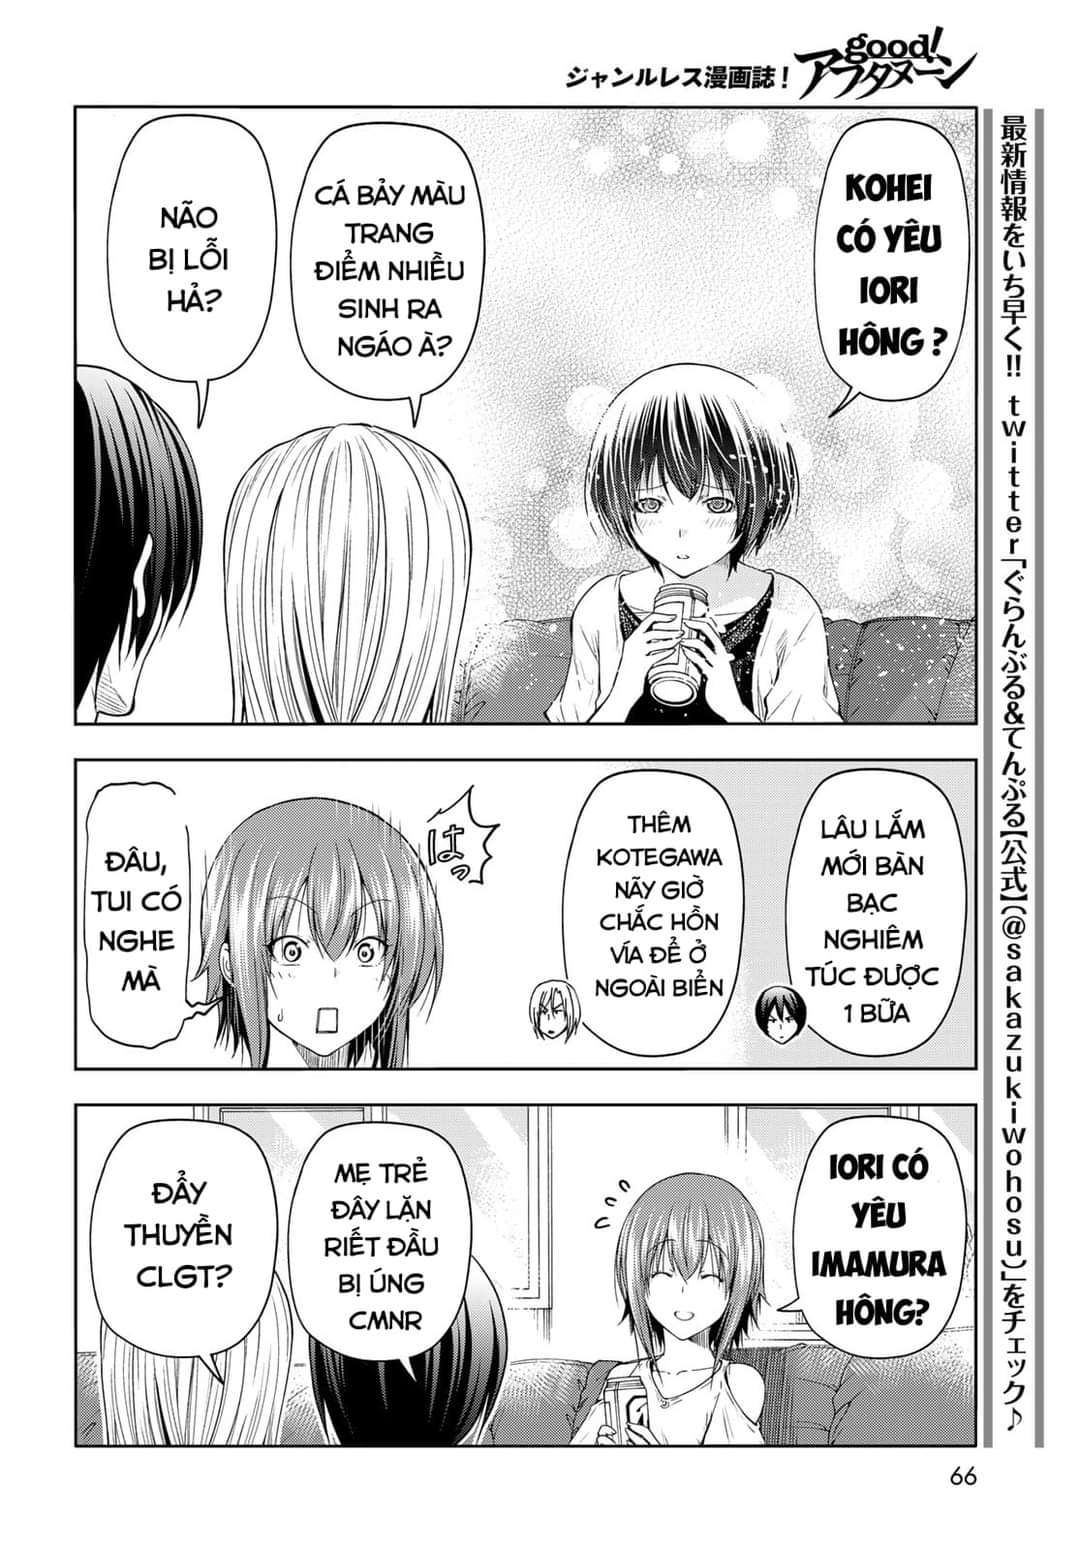 ジャンルレス漫画誌！
good!
アフタヌーン
KOHEI
CÓ YÊU
IORI
HÔNG ?
CÁ BẢY MÀU
TRANG
ĐIỂM NHIỀU
SINH RA
NGÁO À?
NÃO
BỊ LỖI
HẢ?
LÂU LẮM
MỚI BÀN
BẠC
NGHIÊM
TÚC ĐƯỢC
1 BỮA
THÊM
KOTEGAWA
NÃY GIỜ
CHẮC HỒN
VÍA ĐỂ Ở
NGOÀI BIỂN
はっ
ĐÂU,
TUI CÓ
NGHE
MÀ
IORI CÓ
YÊU
IMAMURA
HÔNG?
MẸ TRẺ
ĐÂY LẶN
RIẾT ĐẦU
BỊ ÚNG
CMNR
ĐẨY
THUYỀN
CLGT?
最新情報をいち早く!! twitter「ぐらんぶる&てんぷる【公式】(@sakazukiwohosu)」をチェック♪
66